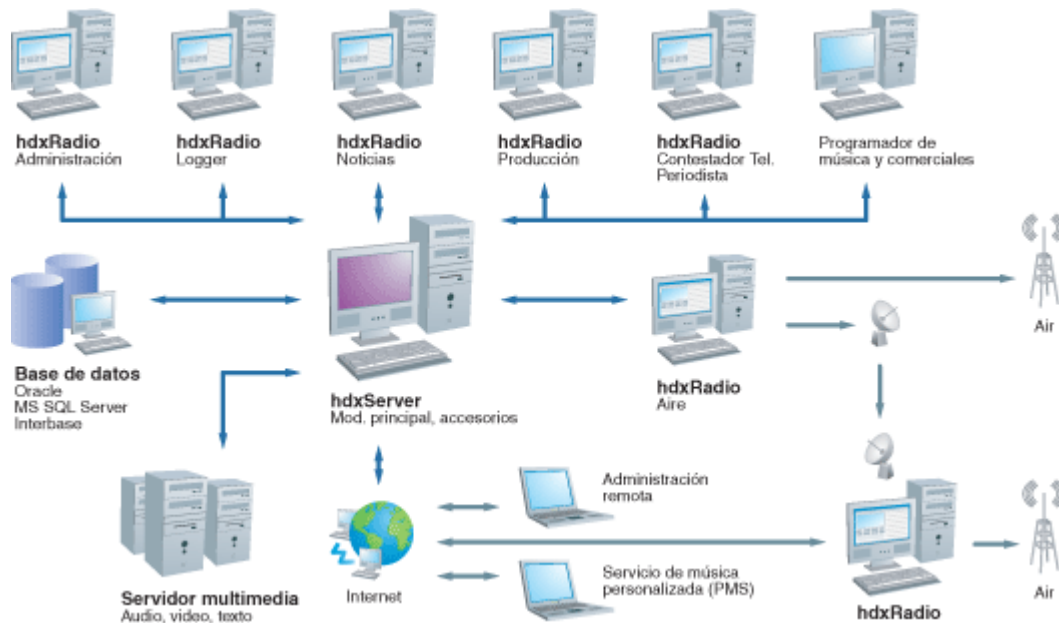 hdxRadio
Administración
hdxRadio
Logger
hdxRadio
Noticias
hdxRadio
Producción
hdxRadio
Contestador Tel.
Periodista
Programador de
música y comerciales
Base de datos
Oracle
MS SQL Server
Interbase
hdxServer
Mod. principal, accesorios
hdxRadio
Aire
Air
Servidor multimedia
Audio, video, texto
Internet
Administración
remota
Servicio de música
personalizada (PMS)
hdxRadio
Air